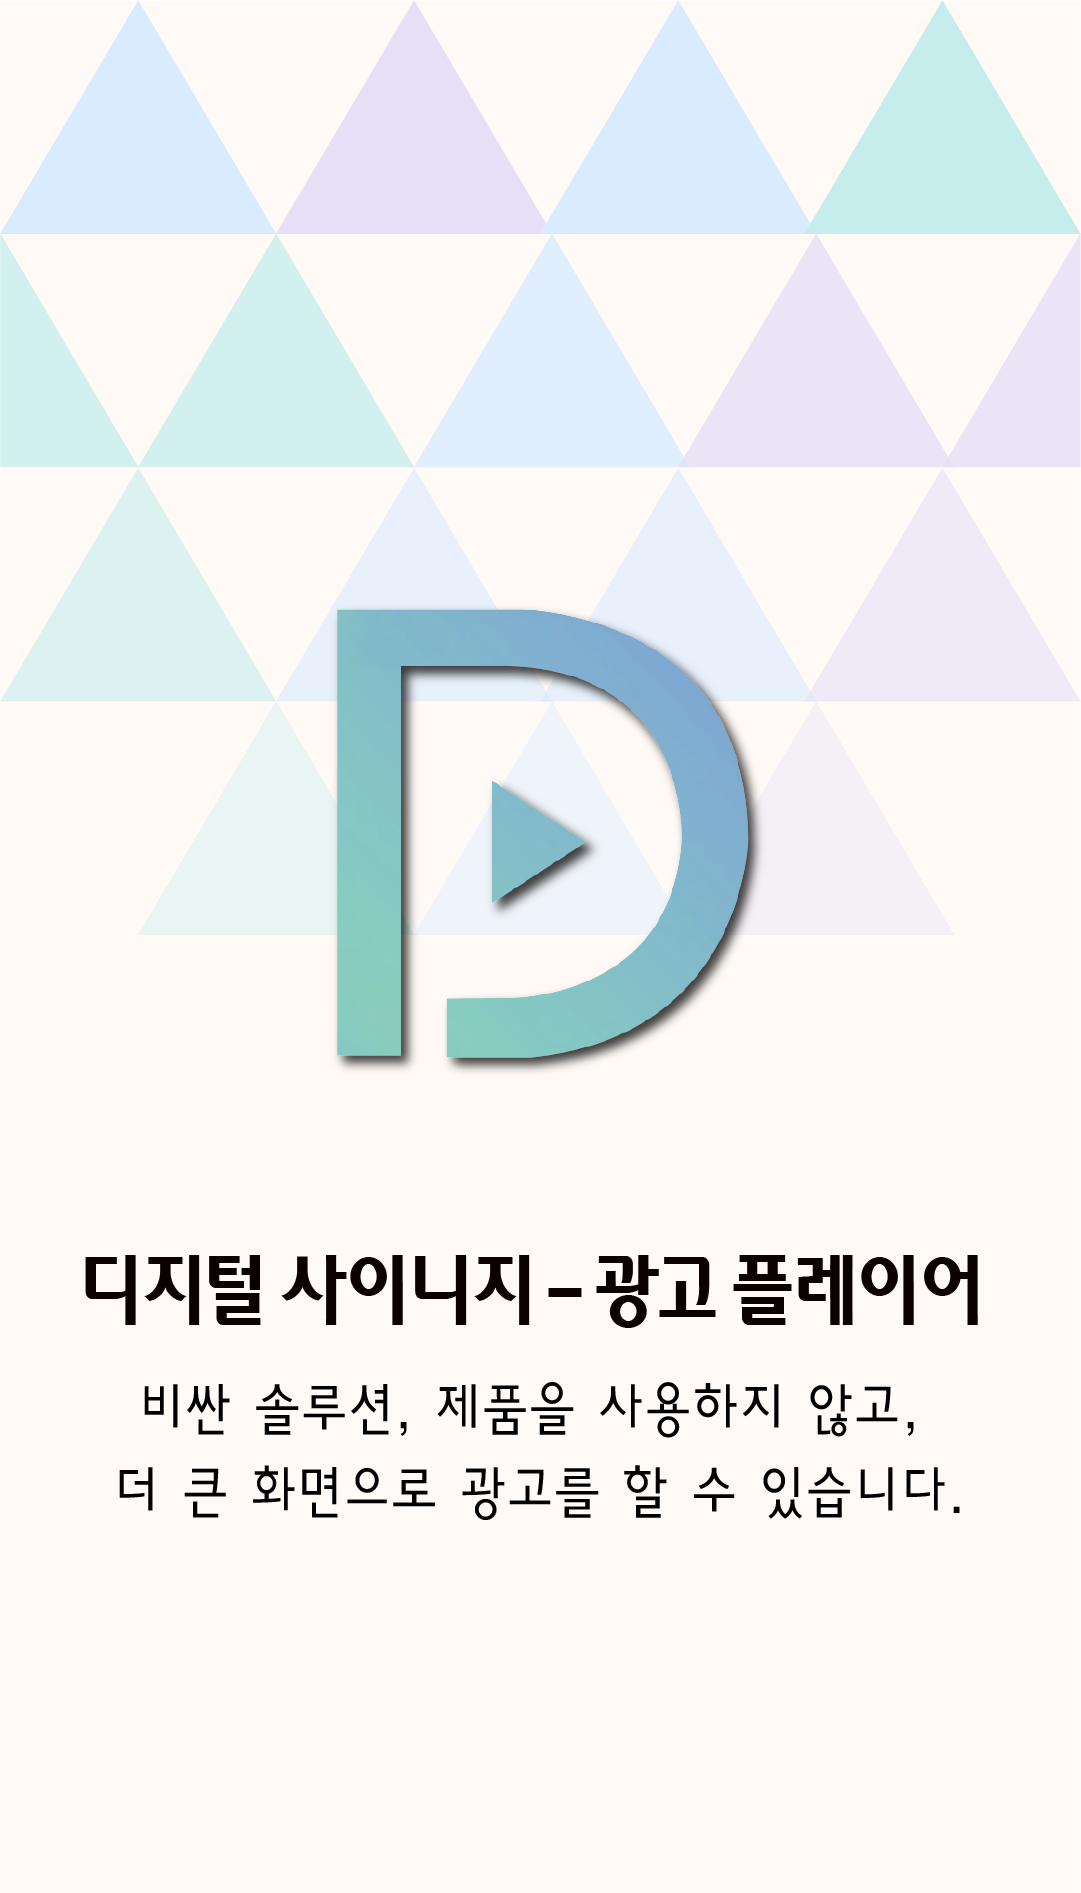 디지털 사이니지 – 광고 플레이어
비싼 솔루션, 제품을 사용하지 않고,
더 큰 화면으로 광고를 할 수 있습니다.